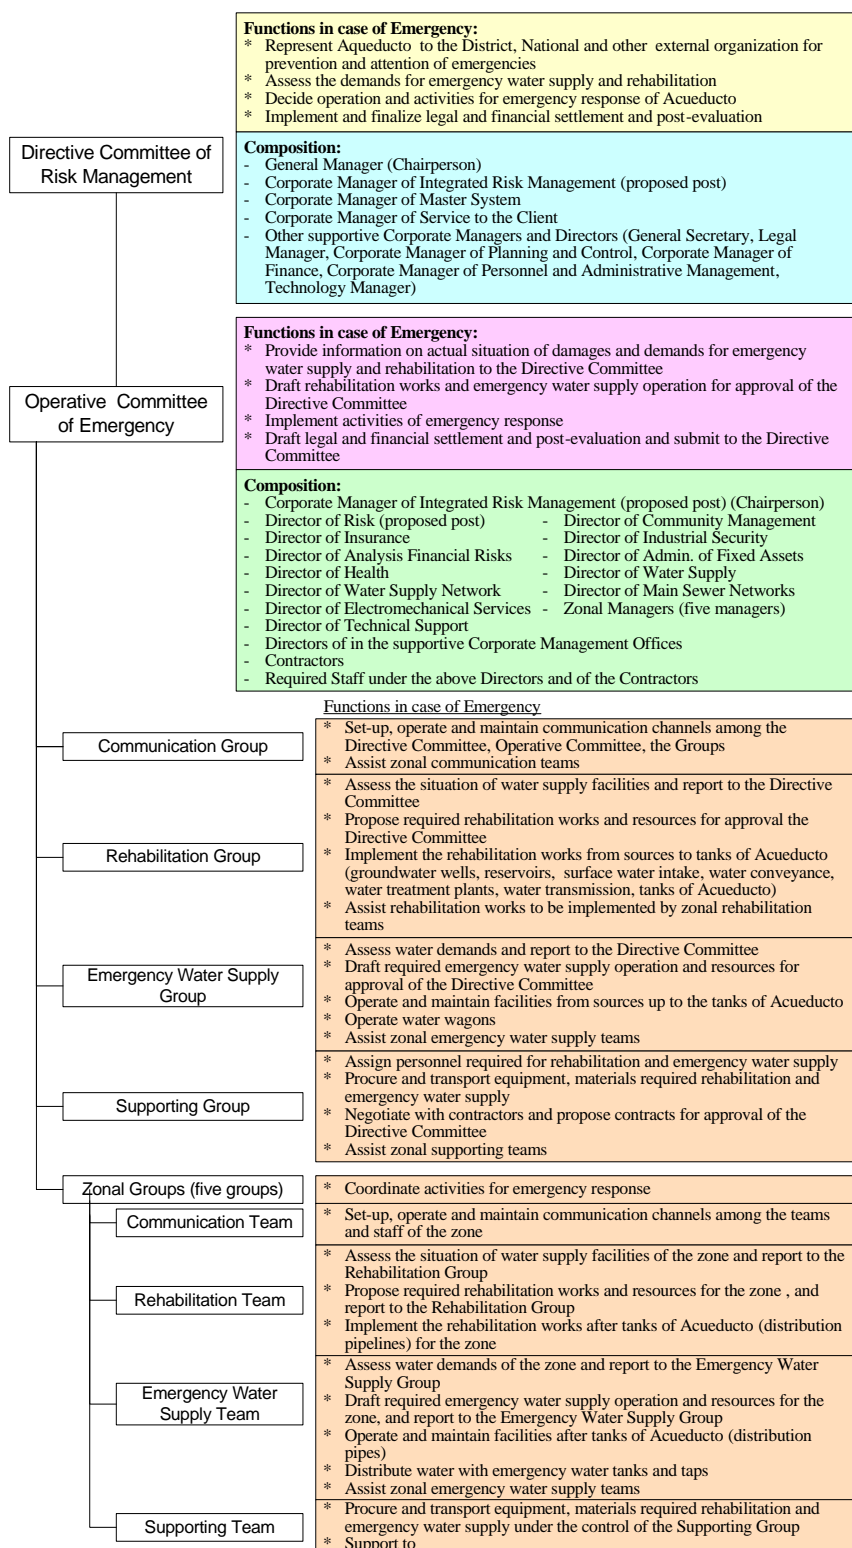 Functions in case of Emergency:
* Represent Aqueducto to the District, National and other external organization for
prevention and attention of emergencies
* Assess the demands for emergency water supply and rehabilitation
* Decide operation and activities for emergency response of Acueducto
* Implement and finalize legal and financial settlement and post-evaluation
Directive Committee of
Risk Management
Composition:
- General Manager (Chairperson)
- Corporate Manager of Integrated Risk Management (proposed post)
- Corporate Manager of Master System
- Corporate Manager of Service to the Client
- Other supportive Corporate Managers and Directors (General Secretary, Legal
Manager, Corporate Manager of Planning and Control, Corporate Manager of
Finance, Corporate Manager of Personnel and Administrative Management,
Technology Manager)
Functions in case of Emergency:
* Provide information on actual situation of damages and demands for emergency
water supply and rehabilitation to the Directive Committee
* Draft rehabilitation works and emergency water supply operation for approval of the
Directive Committee
* Implement activities of emergency response
* Draft legal and financial settlement and post-evaluation and submit to the Directive
Committee
Operative Committee
of Emergency
Composition:
- Corporate Manager of Integrated Risk Management (proposed post) (Chairperson)
- Director of Risk (proposed post) - Director of Community Management
- Director of Insurance - Director of Industrial Security
- Director of Analysis Financial Risks - Director of Admin. of Fixed Assets
- Director of Health - Director of Water Supply
- Director of Water Supply Network - Director of Main Sewer Networks
- Director of Electromechanical Services - Zonal Managers (five managers)
- Director of Technical Support
- Directors of in the supportive Corporate Management Offices
- Contractors
- Required Staff under the above Directors and of the Contractors
Functions in case of Emergency
Communication Group
* Set-up, operate and maintain communication channels among the
Directive Committee, Operative Committee, the Groups
* Assist zonal communication teams
Rehabilitation Group
* Assess the situation of water supply facilities and report to the Directive
Committee
* Propose required rehabilitation works and resources for approval the
Directive Committee
* Implement the rehabilitation works from sources to tanks of Acueducto
(groundwater wells, reservoirs, surface water intake, water conveyance,
water treatment plants, water transmission, tanks of Acueducto)
* Assist rehabilitation works to be implemented by zonal rehabilitation
teams
Emergency Water Supply
Group
* Assess water demands and report to the Directive Committee
* Draft required emergency water supply operation and resources for
approval of the Directive Committee
* Operate and maintain facilities from sources up to the tanks of Acueducto
* Operate water wagons
* Assist zonal emergency water supply teams
Supporting Group
* Assign personnel required for rehabilitation and emergency water supply
* Procure and transport equipment, materials required rehabilitation and
emergency water supply
* Negotiate with contractors and propose contracts for approval of the
Directive Committee
* Assist zonal supporting teams
Zonal Groups (five groups)
* Coordinate activities for emergency response
Communication Team
* Set-up, operate and maintain communication channels among the teams
and staff of the zone
Rehabilitation Team
* Assess the situation of water supply facilities of the zone and report to the
Rehabilitation Group
* Propose required rehabilitation works and resources for the zone , and
report to the Rehabilitation Group
* Implement the rehabilitation works after tanks of Acueducto (distribution
pipelines) for the zone
Emergency Water
Supply Team
* Assess water demands of the zone and report to the Emergency Water
Supply Group
* Draft required emergency water supply operation and resources for the
zone, and report to the Emergency Water Supply Group
* Operate and maintain facilities after tanks of Acueducto (distribution
pipes)
* Distribute water with emergency water tanks and taps
* Assist zonal emergency water supply teams
Supporting Team
* Procure and transport equipment, materials required rehabilitation and
emergency water supply under the control of the Supporting Group
* Support to